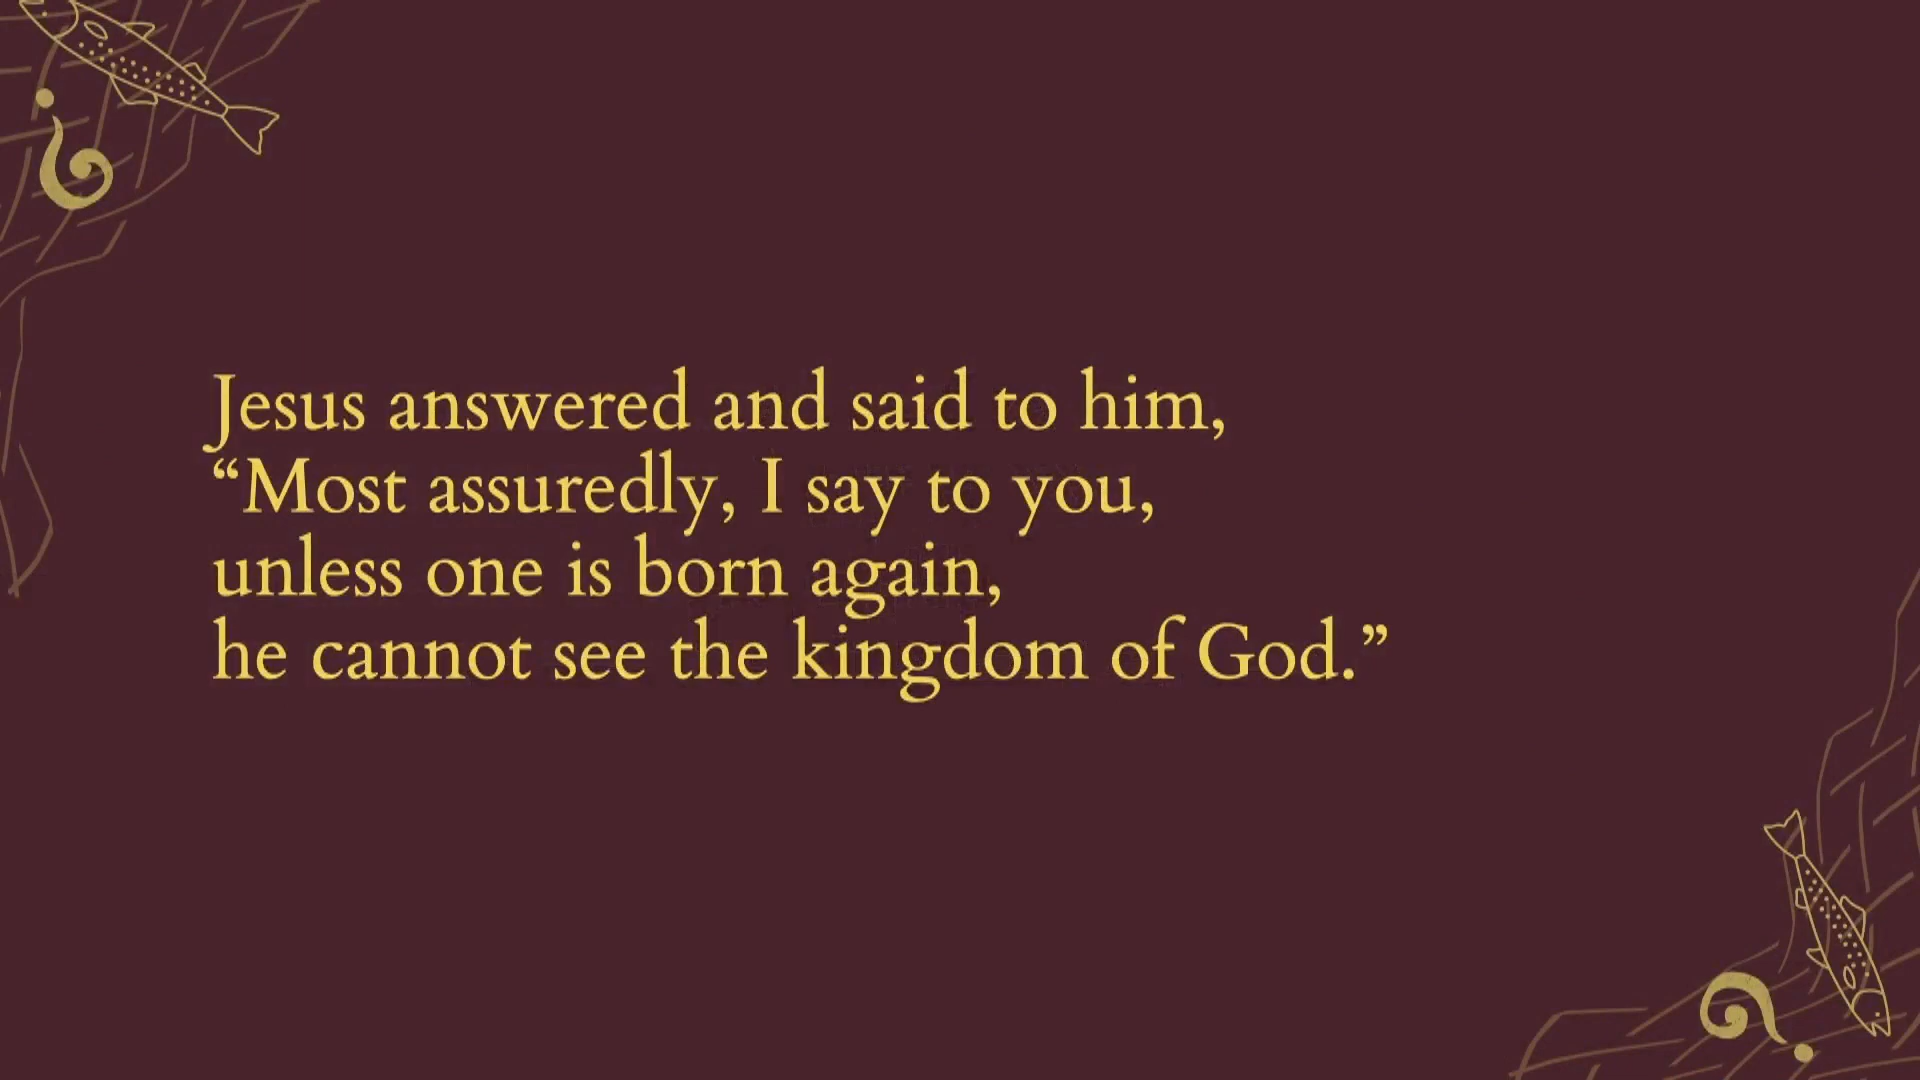 Jesus answered and said to him,
“Most assuredly, I say to you,
unless one is born again,
he cannot see the kingdom of God.”